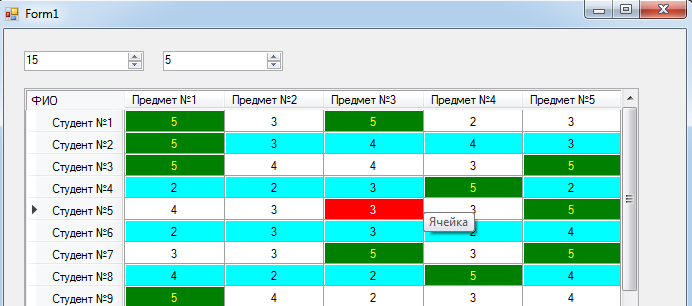 Form1
15 5
ФИО Предмет №1 Предмет №2 Предмет №3 Предмет №4 Предмет №5
Студент №1 5 3 5 2 3
Студент №2 5 3 4 4 3
Студент №3 5 4 4 3 5
Студент №4 2 2 3 5 2
Студент №5 4 3 3 3 5
Ячейка
Студент №6 2 3 3 2 4
Студент №7 3 3 5 3 5
Студент №8 4 2 2 5 4
Студент №9 5 4 2 3 4